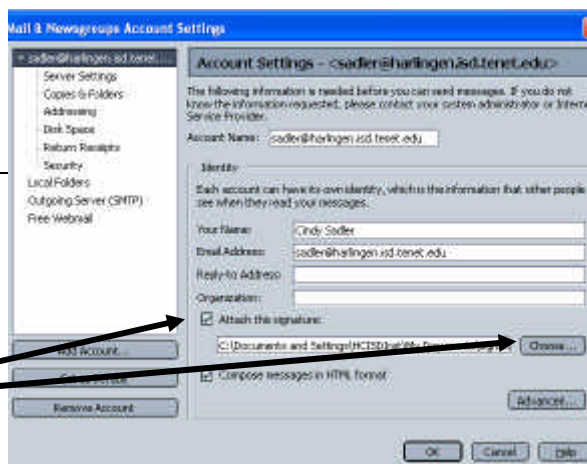 Mail & Newsgroups Account Settings
sadler@harlingen.isd.tenet....
Server Settings
Copies & Folders
Addressing
Disk Space
Return Receipts
Security
Local Folders
Outgoing Server (SMTP)
Free Webmail
Add Account...
Remove Account
Account Settings - <sadler@harlingen.isd.tenet.edu>
The following information is needed before you can send messages. If you do not
know the information requested, please contact your system administrator or Internet
Service Provider.
Account Name: sadler@harlingen.isd.tenet.edu
Identity
Each account can have its own identity, which is the information that other people
see when they read your messages.
Your Name: Cindy Sadler
Email Address: sadler@harlingen.isd.tenet.edu
Reply-to Address:
Organization:
Attach this signature:
C:\Documents and Settings\HCISD
Choose...
Compose messages in HTML format
Advanced...
OK Cancel Help